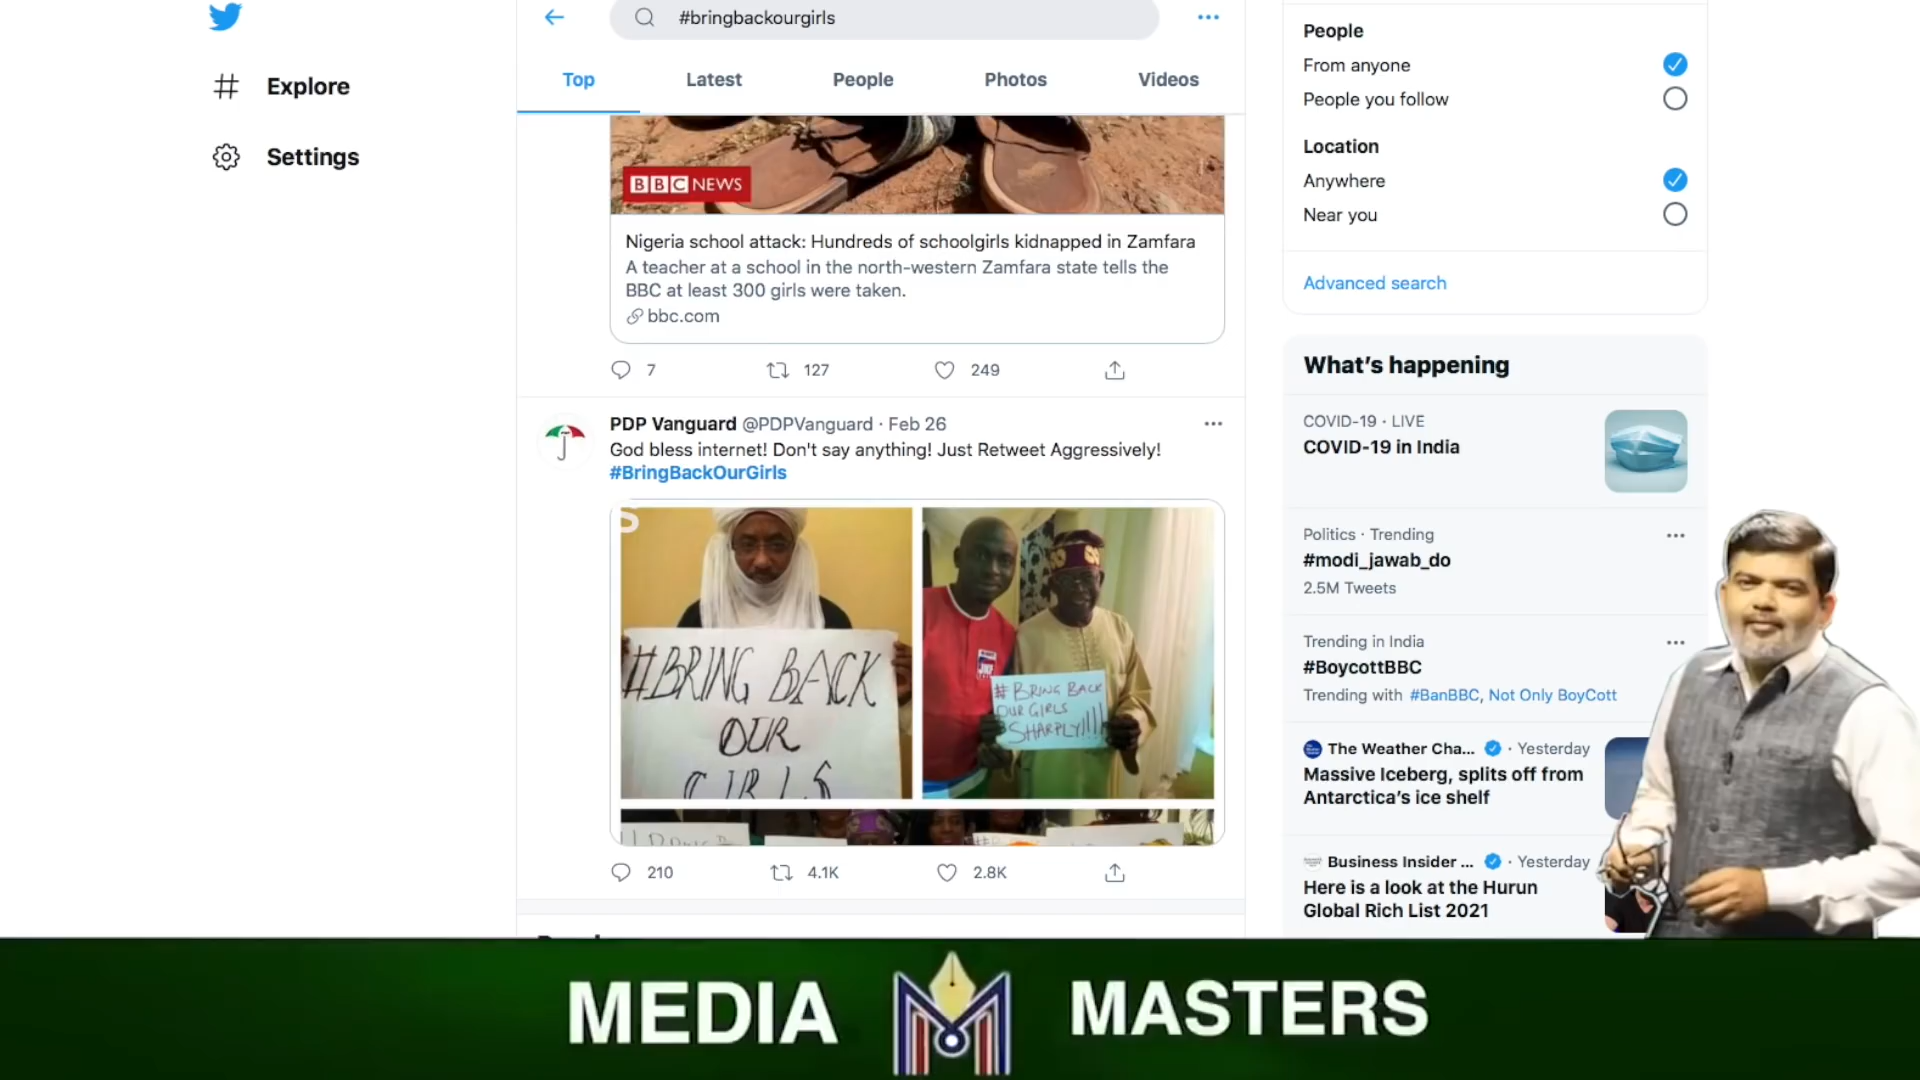 #bringbackourgirls
Explore
Settings
Top
Latest
People
Photos
Videos
BBC NEWS
Nigeria school attack: Hundreds of schoolgirls kidnapped in Zamfara
A teacher at a school in the north-western Zamfara state tells the
BBC at least 300 girls were taken.
bbc.com
7
127
249
PDP Vanguard @PDPVanguard · Feb 26
God bless internet! Don't say anything! Just Retweet Aggressively!
#BringBackOurGirls
S
#BRING BACK
OUR
GIRLS
# BRING BACK
OUR GIRLS
SHARPLY!!!!
210
4.1K
2.8K
People
From anyone
People you follow
Location
Anywhere
Near you
Advanced search
What's happening
COVID-19 · LIVE
COVID-19 in India
Politics · Trending
#modi_jawab_do
2.5M Tweets
Trending in India
#BoycottBBC
Trending with #BanBBC, Not Only BoyCott
The Weather Cha... · Yesterday
Massive Iceberg, splits off from
Antarctica's ice shelf
Business Insider ... · Yesterday
Here is a look at the Hurun
Global Rich List 2021
MEDIA M MASTERS